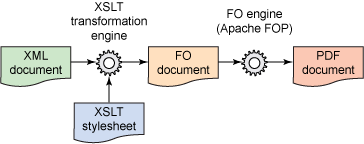 XSLT
transformation
engine
FO engine
(Apache FOP)
XML
document
FO
document
PDF
document
XSLT
stylesheet